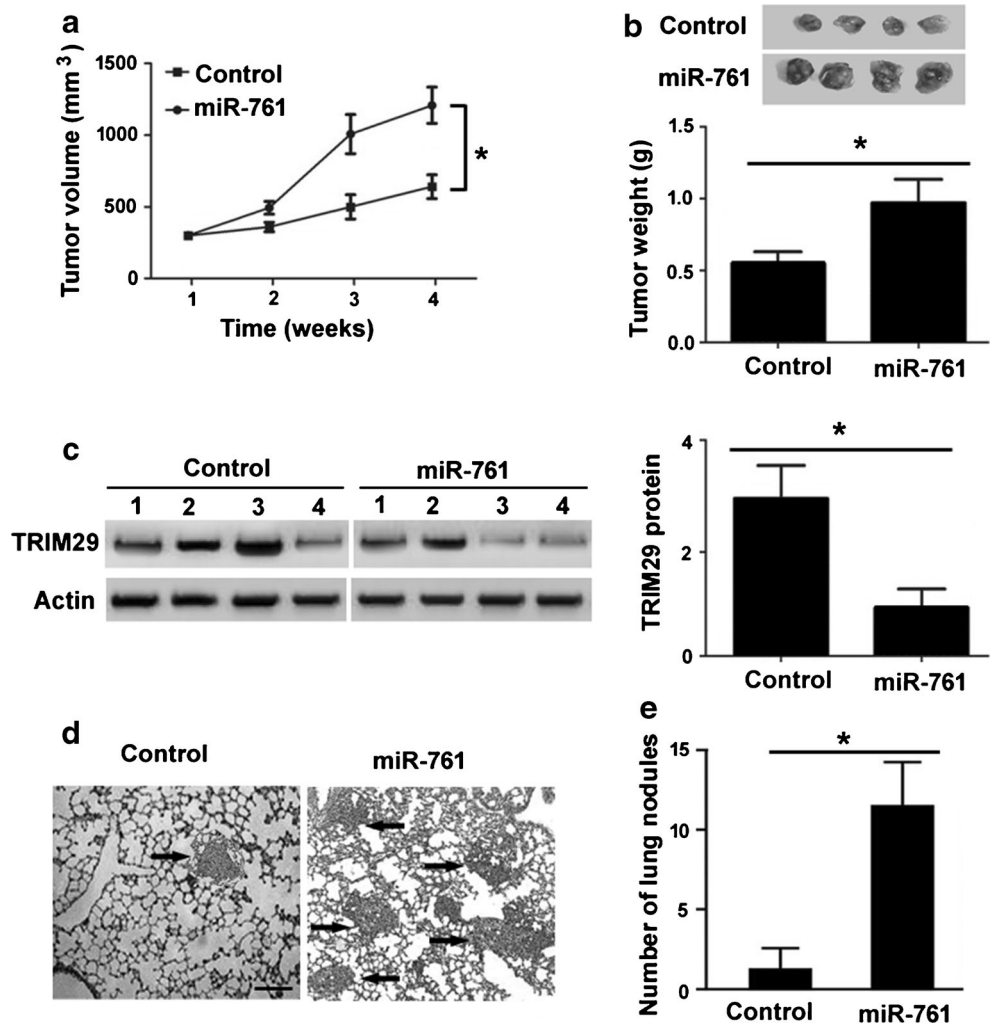 a
Tumor volume (mm3)
1500
1000
500
0
Control
miR-761
*
1 2 3 4
Time (weeks)
b
Control
miR-761
Tumor weight (g)
1.5
1.0
0.5
0.0
*
Control miR-761
c
Control miR-761
1 2 3 4 1 2 3 4
TRIM29
Actin
TRIM29 protein
4
2
0
*
Control miR-761
d
Control miR-761
e
Number of lung nodules
15
10
5
0
*
Control miR-761